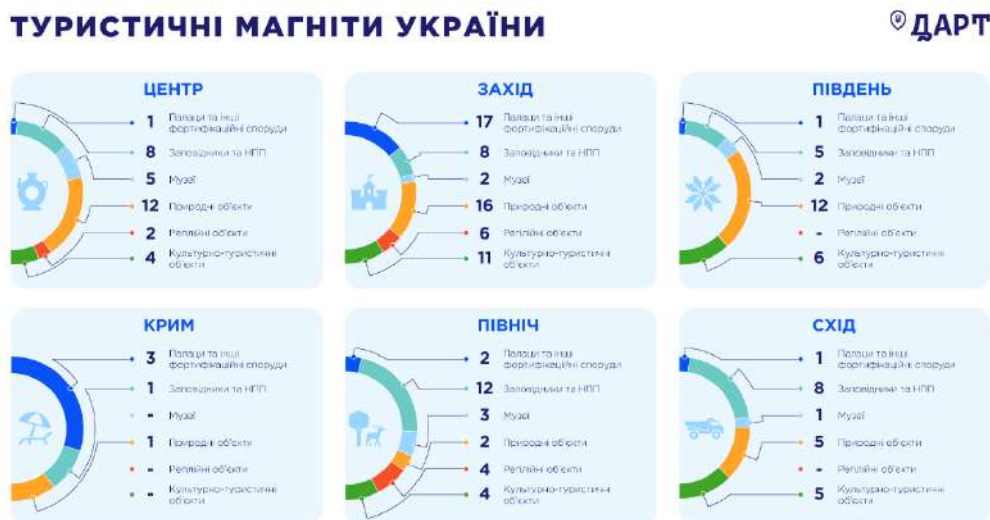 ТУРИСТИЧНІ МАГНІТИ УКРАЇНИ
ДАРТ
ЦЕНТР
1 Палаци та інші
фортифікаційні споруди
8 Заповідники та НПП
5 Музеї
12 Природні об'єкти
2 Релігійні об'єкти
4 Культурно-туристичні
об'єкти
ЗАХІД
17 Палаци та інші
фортифікаційні споруди
8 Заповідники та НПП
2 Музеї
16 Природні об'єкти
6 Релігійні об'єкти
11 Культурно-туристичні
об'єкти
ПІВДЕНЬ
1 Палаци та інші
фортифікаційні споруди
5 Заповідники та НПП
2 Музеї
12 Природні об'єкти
- Релігійні об'єкти
6 Культурно-туристичні
об'єкти
КРИМ
3 Палаци та інші
фортифікаційні споруди
1 Заповідники та НПП
- Музеї
1 Природні об'єкти
- Релігійні об'єкти
- Культурно-туристичні
об'єкти
ПІВНІЧ
2 Палаци та інші
фортифікаційні споруди
12 Заповідники та НПП
3 Музеї
2 Природні об'єкти
4 Релігійні об'єкти
4 Культурно-туристичні
об'єкти
СХІД
1 Палаци та інші
фортифікаційні споруди
8 Заповідники та НПП
1 Музеї
5 Природні об'єкти
- Релігійні об'єкти
5 Культурно-туристичні
об'єкти